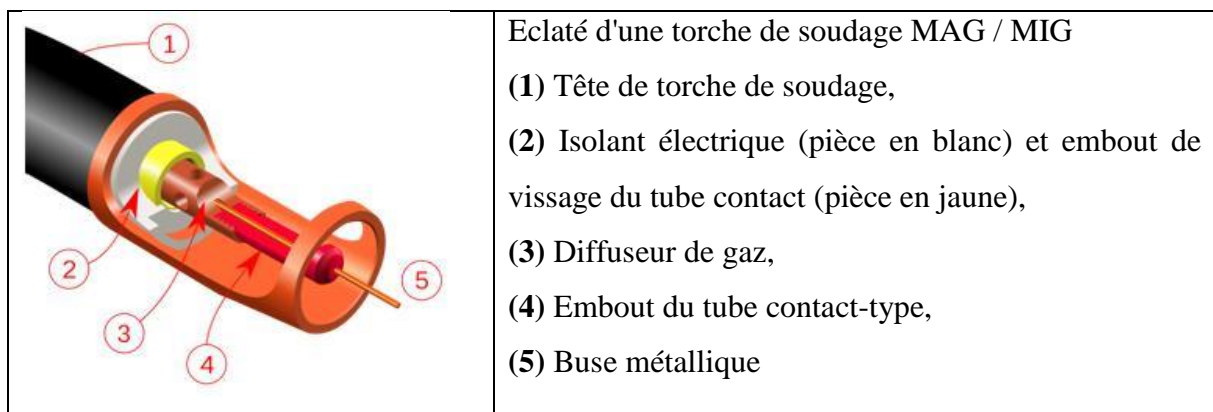 1
2
3
4
5
Eclaté d'une torche de soudage MAG / MIG
(1) Tête de torche de soudage,
(2) Isolant électrique (pièce en blanc) et embout de
vissage du tube contact (pièce en jaune),
(3) Diffuseur de gaz,
(4) Embout du tube contact-type,
(5) Buse métallique